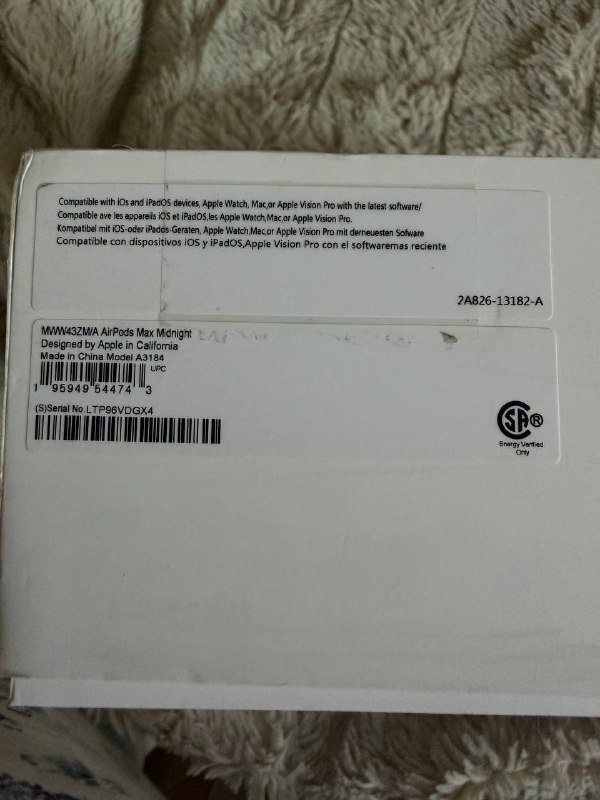 Compatible with iOs and iPadOS devices, Apple Watch, Mac,or Apple Vision Pro with the latest software/
Compatible ave les appareils iOS et iPadOS,les Apple Watch,Mac,or Apple Vision Pro.
Kompatibel mit iOS-oder iPados-Geraten, Apple Watch,Mac,or Apple Vision Pro mit derneuesten Sofware
Compatible con dispositivos iOS y iPadOS,Apple Vision Pro con el softwaremas reciente
2A826-13182-A
MWW43ZM/A AirPods Max Midnight
Designed by Apple in California
Made in China Model A3184
UPC
1 95949 54474 3
(S)Serial No.LTP96VDGX4
SA®
Energy Verified
Only